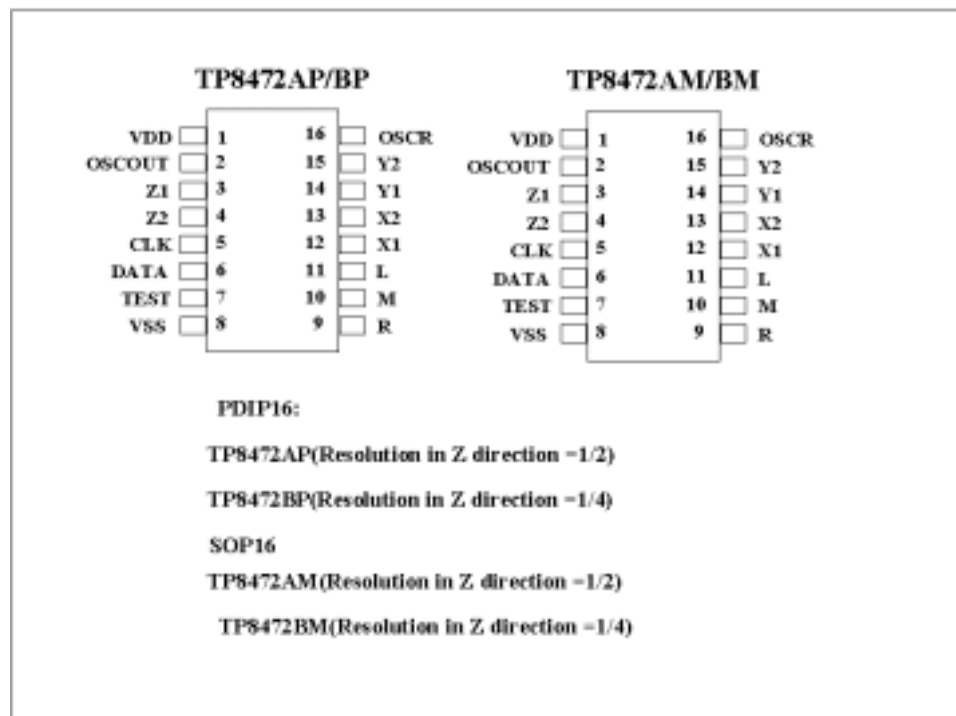 TP8472AP/BP
VDD 1 16 OSCR
OSCOUT 2 15 Y2
Z1 3 14 Y1
Z2 4 13 X2
CLK 5 12 X1
DATA 6 11 L
TEST 7 10 M
VSS 8 9 R
TP8472AM/BM
VDD 1 16 OSCR
OSCOUT 2 15 Y2
Z1 3 14 Y1
Z2 4 13 X2
CLK 5 12 X1
DATA 6 11 L
TEST 7 10 M
VSS 8 9 R
PDIP16:
TP8472AP(Resolution in Z direction =1/2)
TP8472BP(Resolution in Z direction =1/4)
SOP16
TP8472AM(Resolution in Z direction =1/2)
TP8472BM(Resolution in Z direction =1/4)